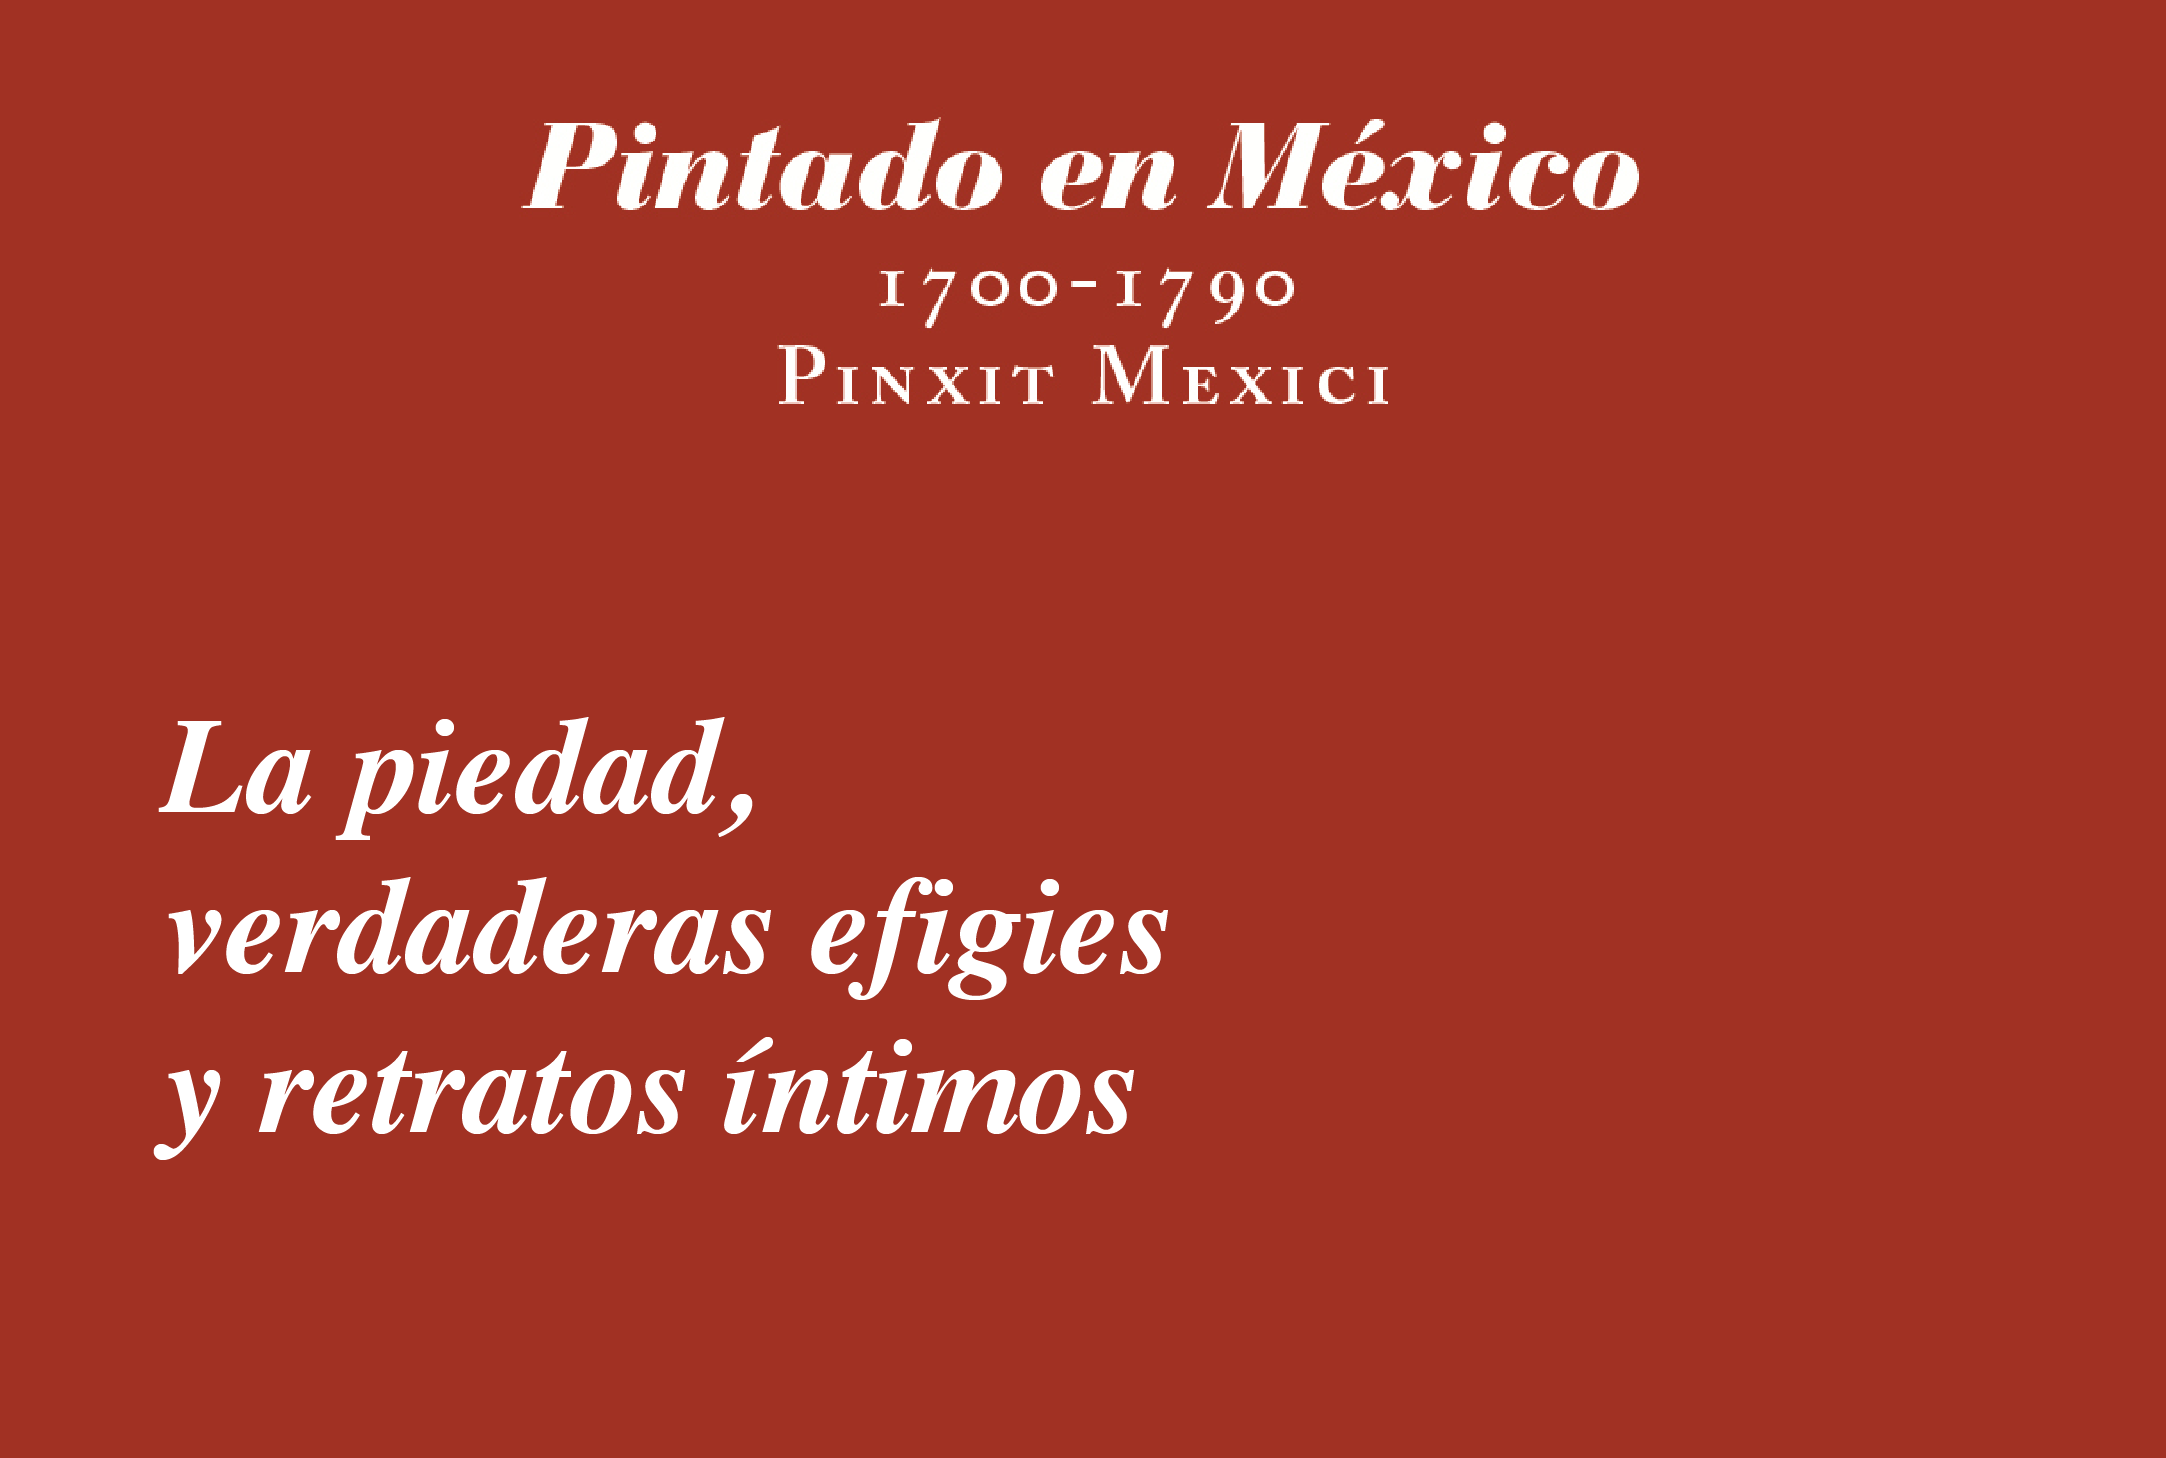 Pintado en México
1700-1790
Pinxit Mexici
La piedad,
verdaderas efigies
y retratos íntimos